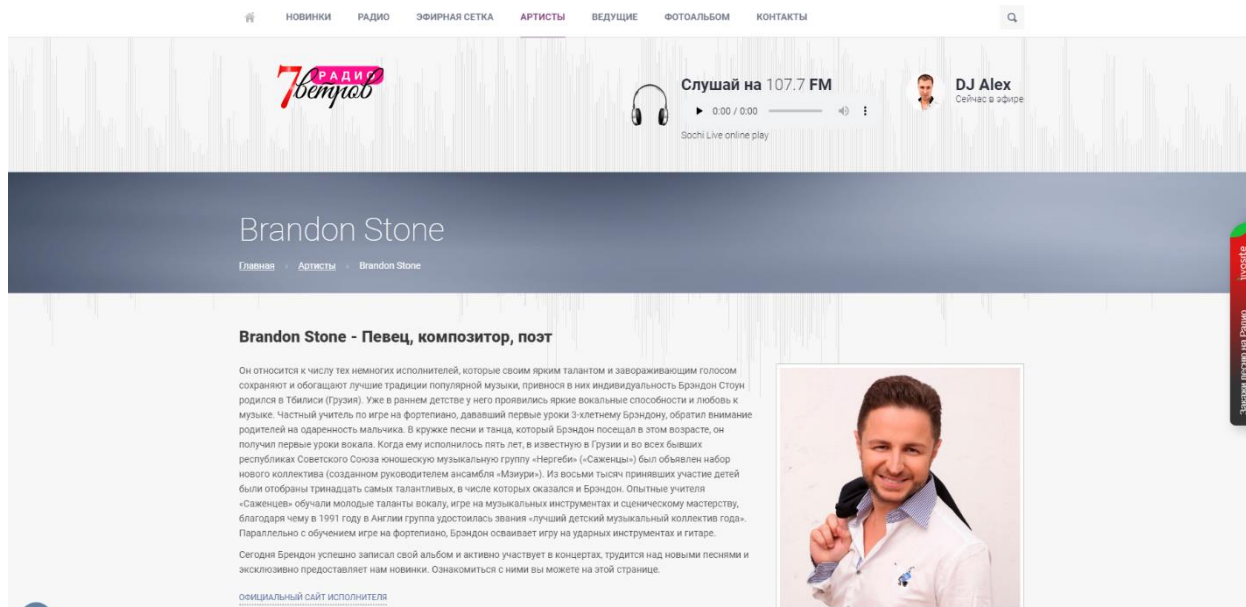 НОВИНКИ РАДИО ЭФИРНАЯ СЕТКА АРТИСТЫ ВЕДУЩИЕ ФОТОАЛЬБОМ КОНТАКТЫ
РАДИО
7 ветров
Слушай на 107.7 FM
0:00 / 0:00
Sochi Live online play
DJ Alex
Сейчас в эфире
Brandon Stone
Главная Артисты Brandon Stone
jivosite
Закажи песню на Радио
Brandon Stone - Певец, композитор, поэт
Он относится к числу тех немногих исполнителей, которые своим ярким талантом и завораживающим голосом
сохраняют и обогащают лучшие традиции популярной музыки, привнося в них индивидуальность Брэндон Стоун
родился в Тбилиси (Грузия). Уже в раннем детстве у него проявились яркие вокальные способности и любовь к
музыке. Частный учитель по игре на фортепиано, дававший первые уроки 3-хлетнему Брэндону, обратил внимание
родителей на одаренность мальчика. В кружке песни и танца, который Брэндон посещал в этом возрасте, он
получил первые уроки вокала. Когда ему исполнилось пять лет, в известную в Грузии и во всех бывших
республиках Советского Союза юношескую музыкальную группу «Нергеби» («Саженцы») был объявлен набор
нового коллектива (созданном руководителем ансамбля «Мзиури»). Из восьми тысяч принявших участие детей
были отобраны тринадцать самых талантливых, в числе которых оказался и Брэндон. Опытные учителя
«Саженцев» обучали молодые таланты вокалу, игре на музыкальных инструментах и сценическому мастерству,
благодаря чему в 1991 году в Англии группа удостоилась звания «лучший детский музыкальный коллектив года».
Параллельно с обучением игре на фортепиано, Брэндон осваивает игру на ударных инструментах и гитаре.
Сегодня Брендон успешно записал свой альбом и активно участвует в концертах, трудится над новыми песнями и
эксклюзивно предоставляет нам новинки. Ознакомиться с ними вы можете на этой странице.
ОФИЦИАЛЬНЫЙ САЙТ ИСПОЛНИТЕЛЯ